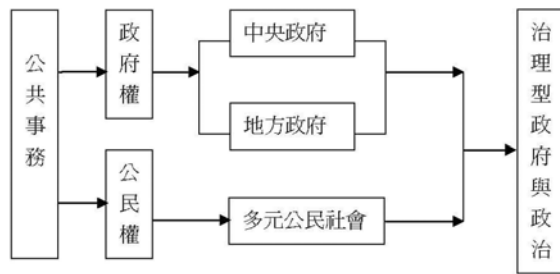 公共事務
政府權
中央政府
地方政府
公民權
多元公民社會
治理型政府與政治